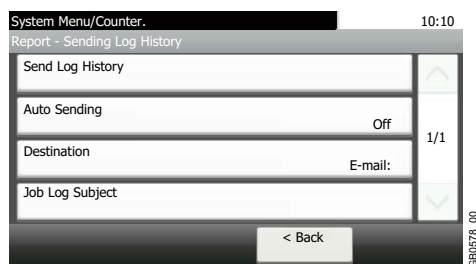 System Menu/Counter.
10:10
Report - Sending Log History
Send Log History
Auto Sending
Off
1/1
Destination
E-mail:
Job Log Subject
< Back